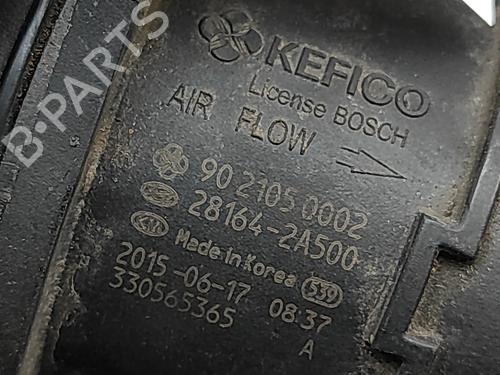 KEFICO
License BOSCH
AIR FLOW
90 2105 0002
28164-2A500
KIA
Made in Korea 539
2015-06-17 08:37
330565365 A
B-PARTS